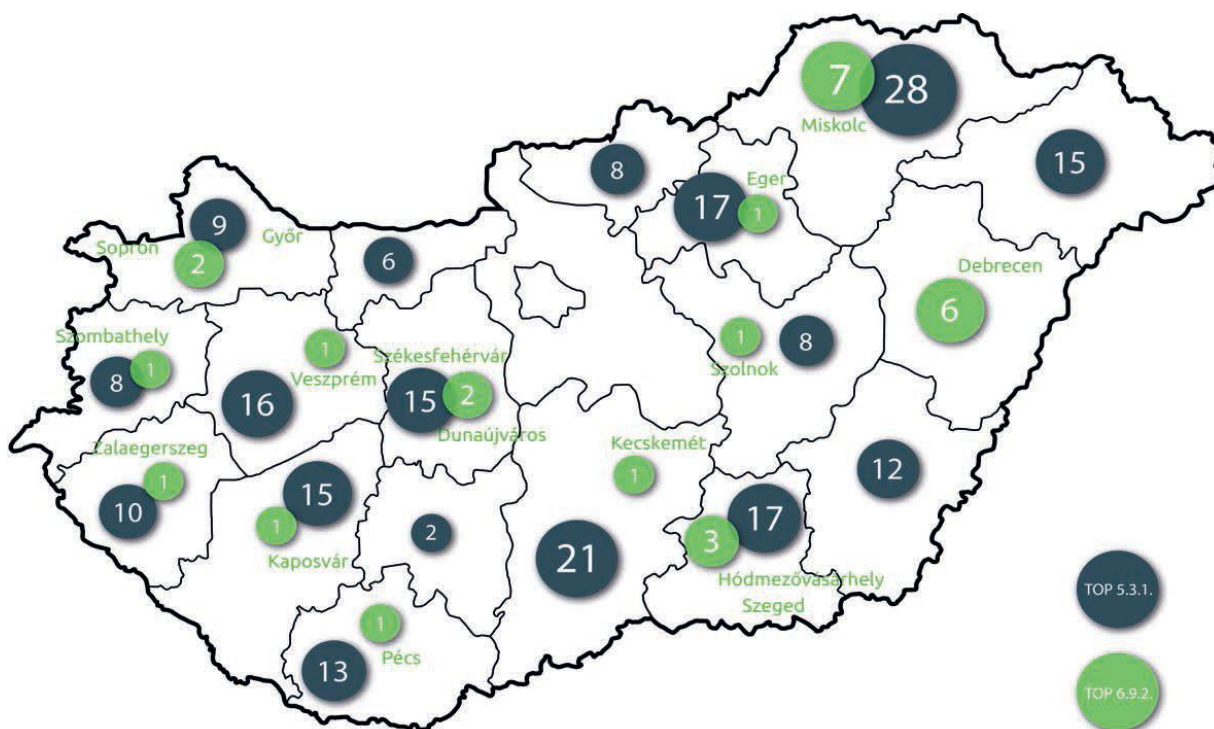 7
28
Miskolc
8
15
Eger
17
1
9
Győr
Sopron
2
6
Debrecen
6
Szombathely
8
1
1
Veszprém
16
Székesfehérvár
15
2
Dunaújváros
1
Szolnok
8
Kecskemét
1
12
Zalaegerszeg
1
10
15
1
Kaposvár
2
21
17
3
Hódmezővásárhely
Szeged
1
Pécs
13
TOP 5.3.1.
TOP 6.9.2.